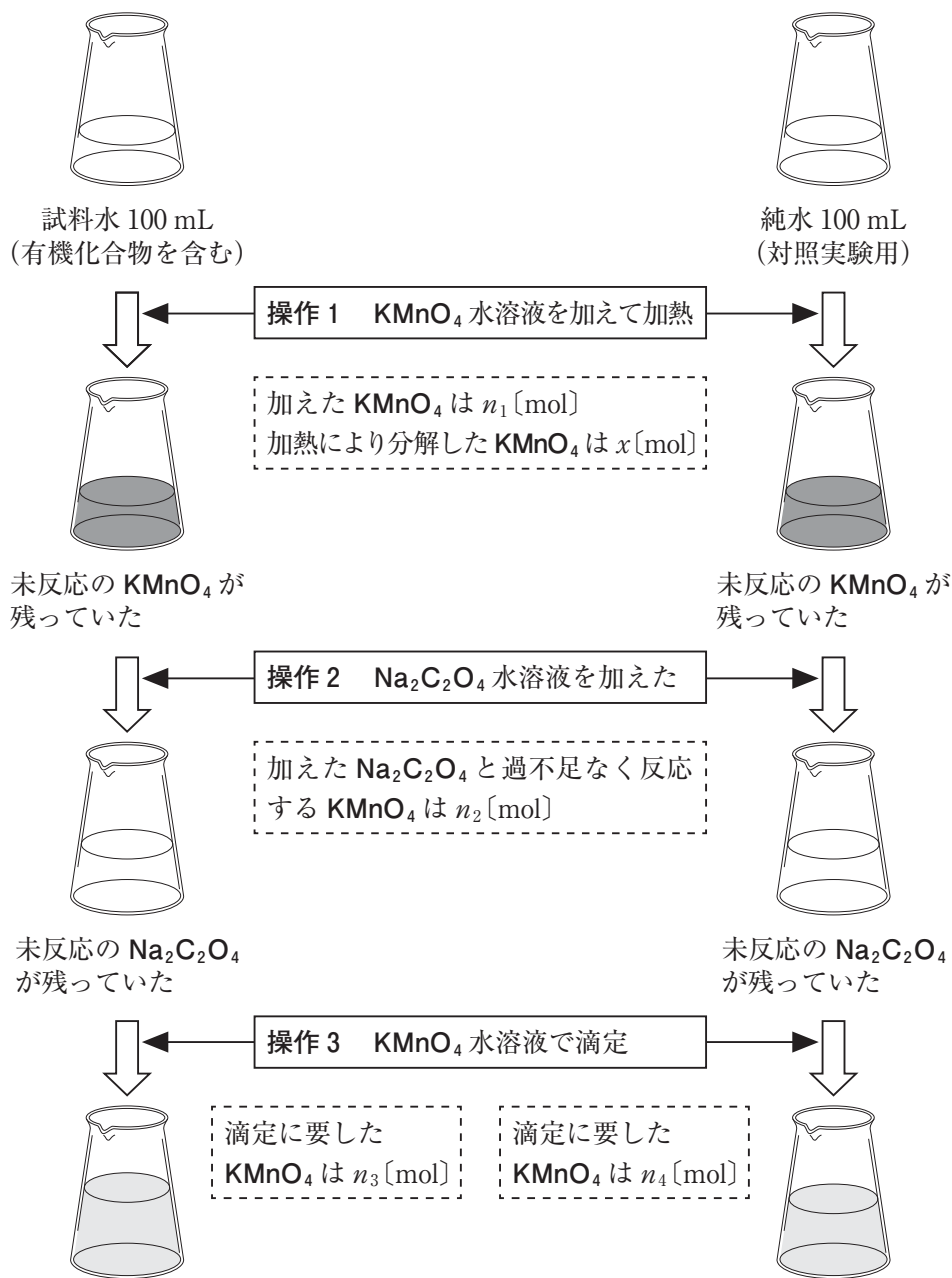 試料水 100 mL
(有機化合物を含む)
純水 100 mL
(対照実験用)
操作 1 KMnO₄ 水溶液を加えて加熱
加えた KMnO₄ は n₁〔mol〕
加熱により分解した KMnO₄ は x〔mol〕
未反応の KMnO₄ が
残っていた
未反応の KMnO₄ が
残っていた
操作 2 Na₂C₂O₄ 水溶液を加えた
加えた Na₂C₂O₄ と過不足なく反応
する KMnO₄ は n₂〔mol〕
未反応の Na₂C₂O₄
が残っていた
未反応の Na₂C₂O₄
が残っていた
操作 3 KMnO₄ 水溶液で滴定
滴定に要した
KMnO₄ は n₃〔mol〕
滴定に要した
KMnO₄ は n₄〔mol〕